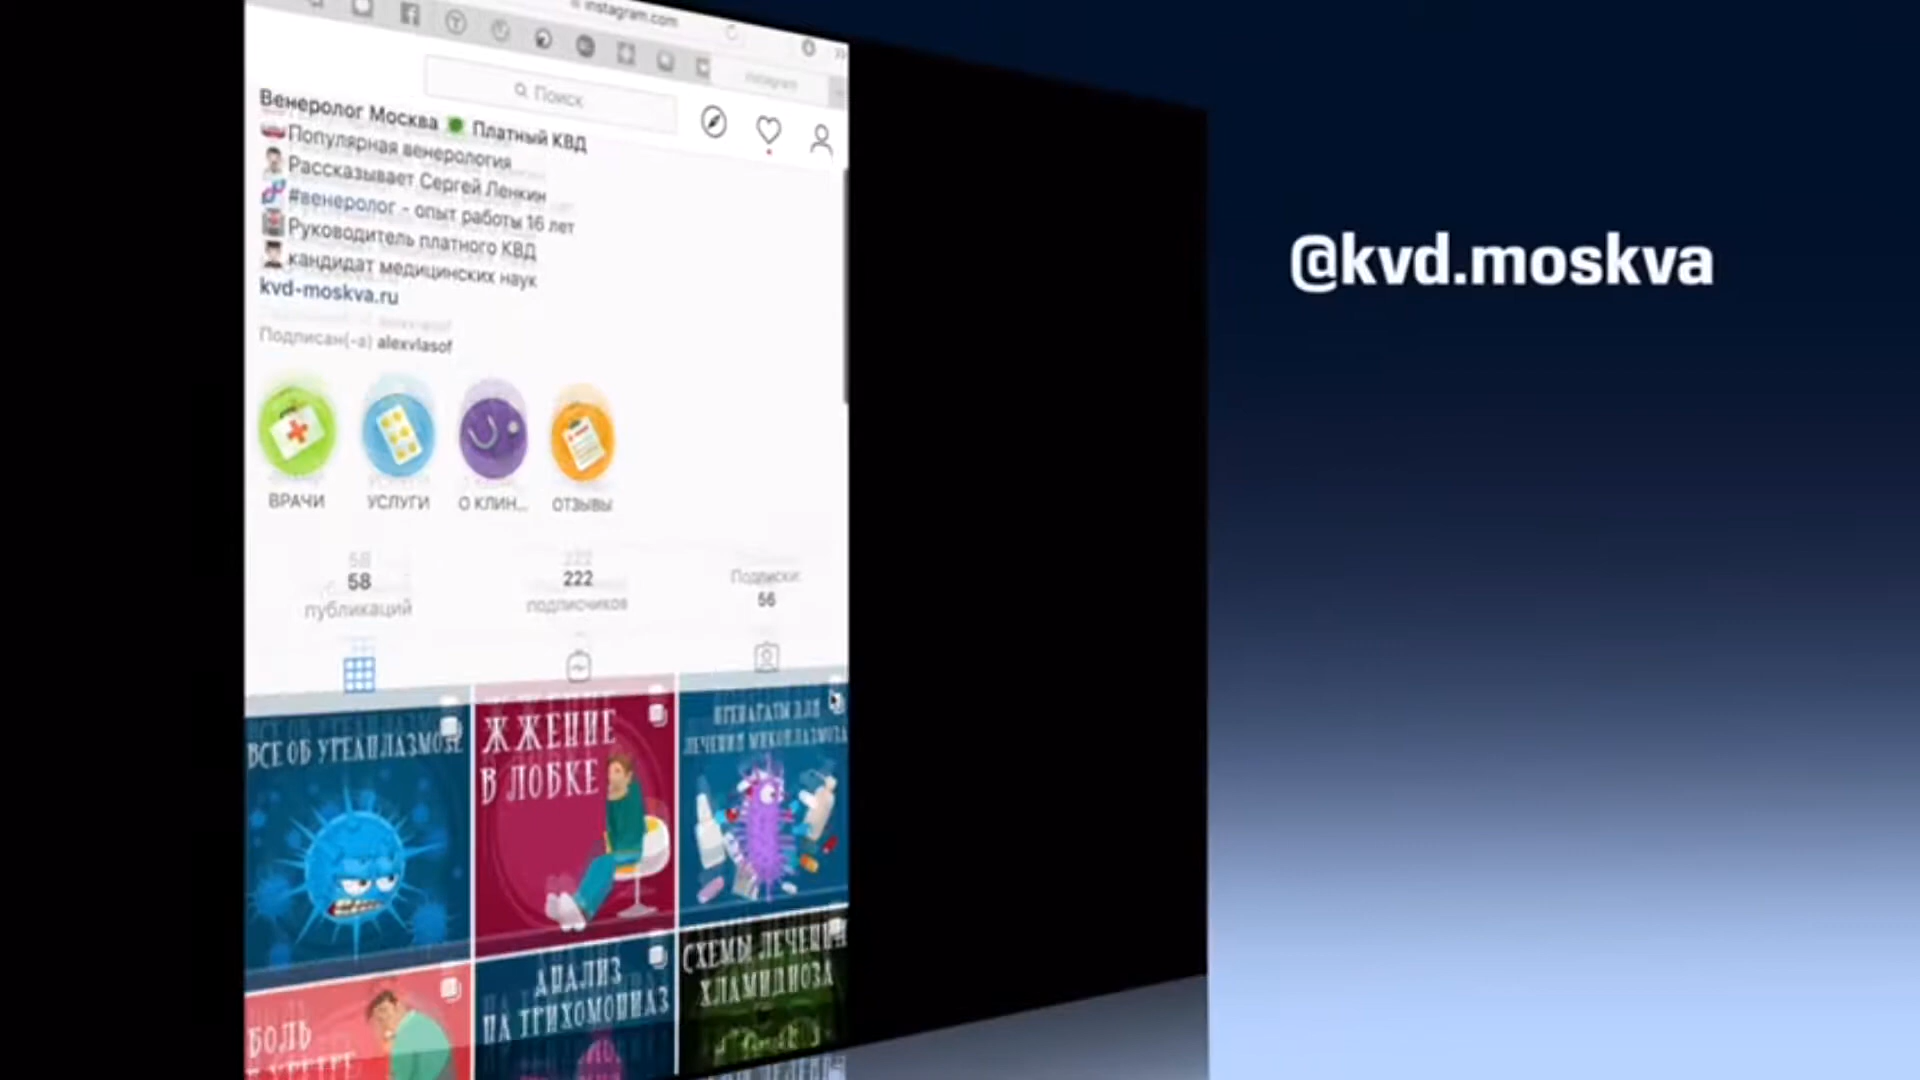 instagram.com
instagram
Поиск
Венеролог Москва Платный КВД
Популярная венерология
Рассказывает Сергей Ленкин
#венеролог - опыт работы 16 лет
Руководитель платного КВД
кандидат медицинских наук
kvd-moskva.ru
Подписан(-а) alexvlasof
ВРАЧИ
УСЛУГИ
О КЛИН...
ОТЗЫВЫ
58
публикаций
222
подписчиков
Подписки:
56
ВСЕ ОБ УРЕАПЛАЗМОЗЕ
ЖЖЕНИЕ
В ЛОБКЕ
ПРЕПАРАТЫ ДЛЯ
ЛЕЧЕНИЯ МИКОПЛАЗМОЗА
БОЛЬ
АНАЛИЗ
НА ТРИХОМОНИАЗ
СХЕМЫ ЛЕЧЕНИЯ
ХЛАМИДИОЗА
@kvd.moskva